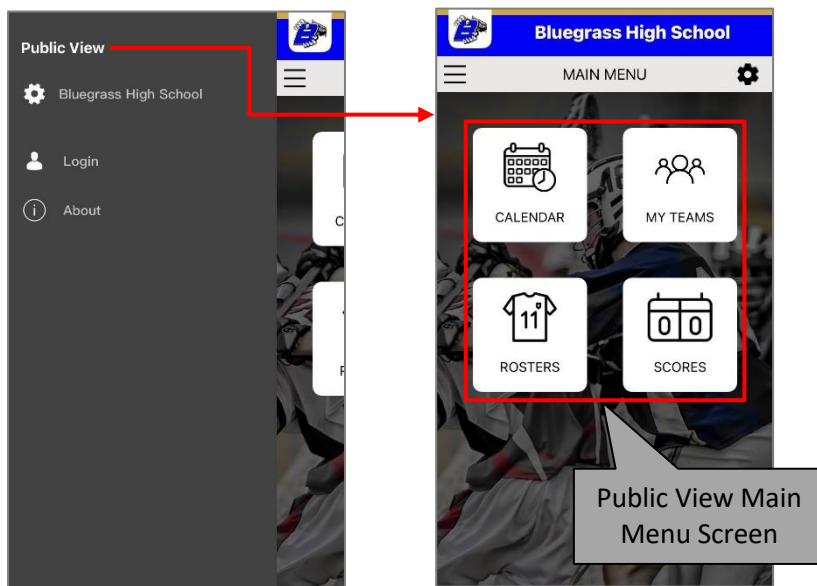 Public View
Bluegrass High School
Login
About
C
Bluegrass High School
MAIN MENU
CALENDAR
MY TEAMS
11
ROSTERS
0 0
SCORES
Public View Main
Menu Screen